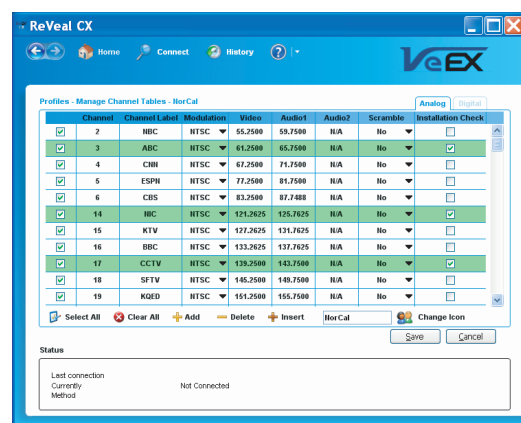 ReVeal CX
Home Connect History ?
VeEX
Profiles - Manage Channel Tables - NorCal Analog Digital
Channel Channel Label Modulation Video Audio1 Audio2 Scramble Installation Check
2 NBC NTSC 55.2500 59.7500 N/A No
3 ABC NTSC 61.2500 65.7500 N/A No
4 CNN NTSC 67.2500 71.7500 N/A No
5 ESPN NTSC 77.2500 81.7500 N/A No
6 CBS NTSC 83.2500 87.7488 N/A No
14 NIC NTSC 121.2625 125.7625 N/A No
15 KTV NTSC 127.2625 131.7625 N/A No
16 BBC NTSC 133.2625 137.7625 N/A No
17 CCTV NTSC 139.2500 143.7500 N/A No
18 SFTV NTSC 145.2500 149.7500 N/A No
19 KQED NTSC 151.2500 155.7500 N/A No
Select All Clear All Add Delete Insert NorCal Change Icon
Save Cancel
Status
Last connection
Currently Not Connected
Method